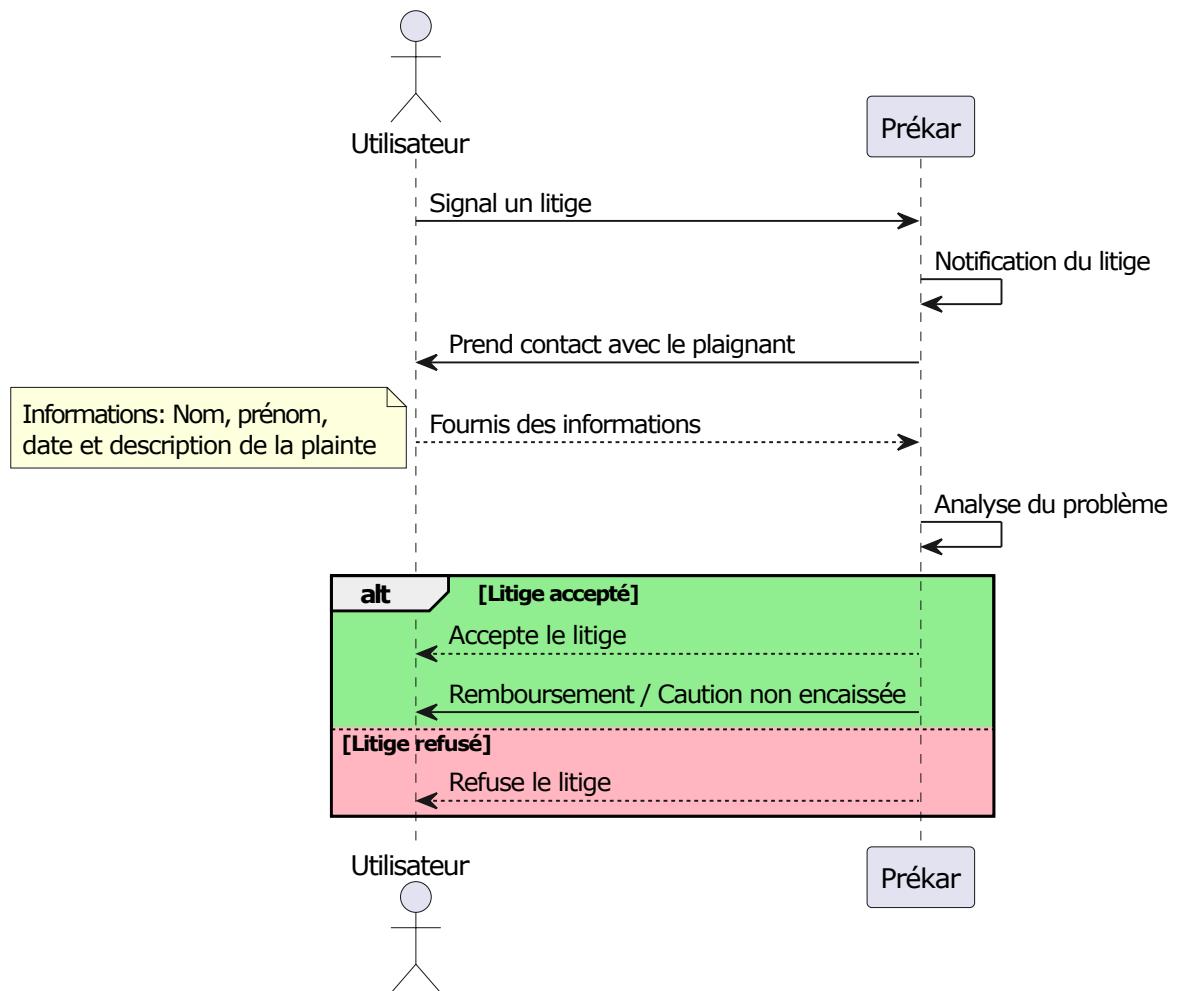 Utilisateur
Prékar
Signal un litige
Notification du litige
Prend contact avec le plaignant
Informations: Nom, prénom,
date et description de la plainte
Fournis des informations
Analyse du problème
alt
[Litige accepté]
Accepte le litige
Remboursement / Caution non encaissée
[Litige refusé]
Refuse le litige
Utilisateur
Prékar